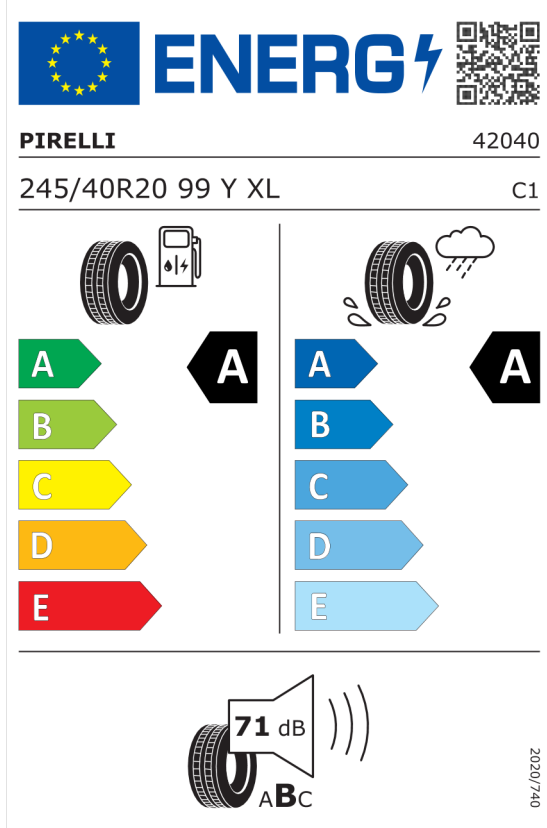 ENERG
PIRELLI 42040
245/40R20 99 Y XL C1
A A
B
C
D
E
A A
B
C
D
E
71 dB
ABC
2020/740